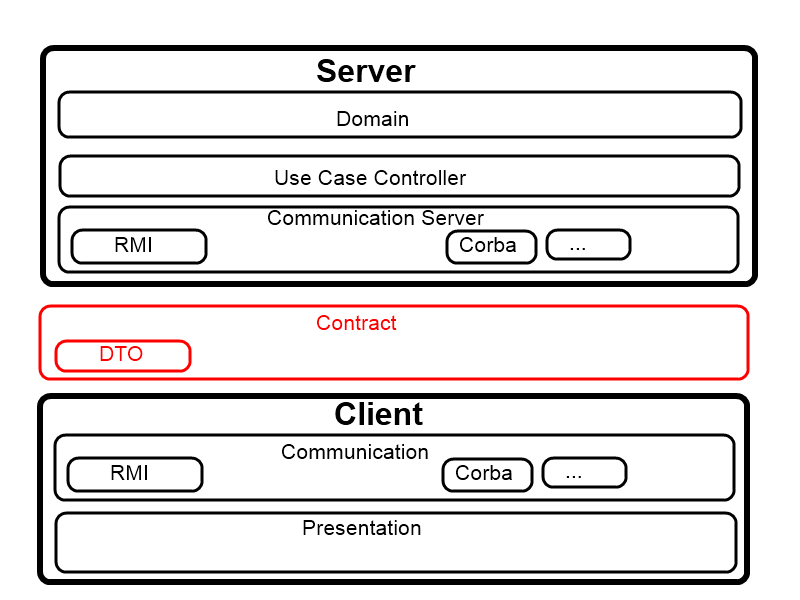 Server
Domain
Use Case Controller
Communication Server
RMI
Corba
...
Contract
DTO
Client
Communication
RMI
Corba
...
Presentation